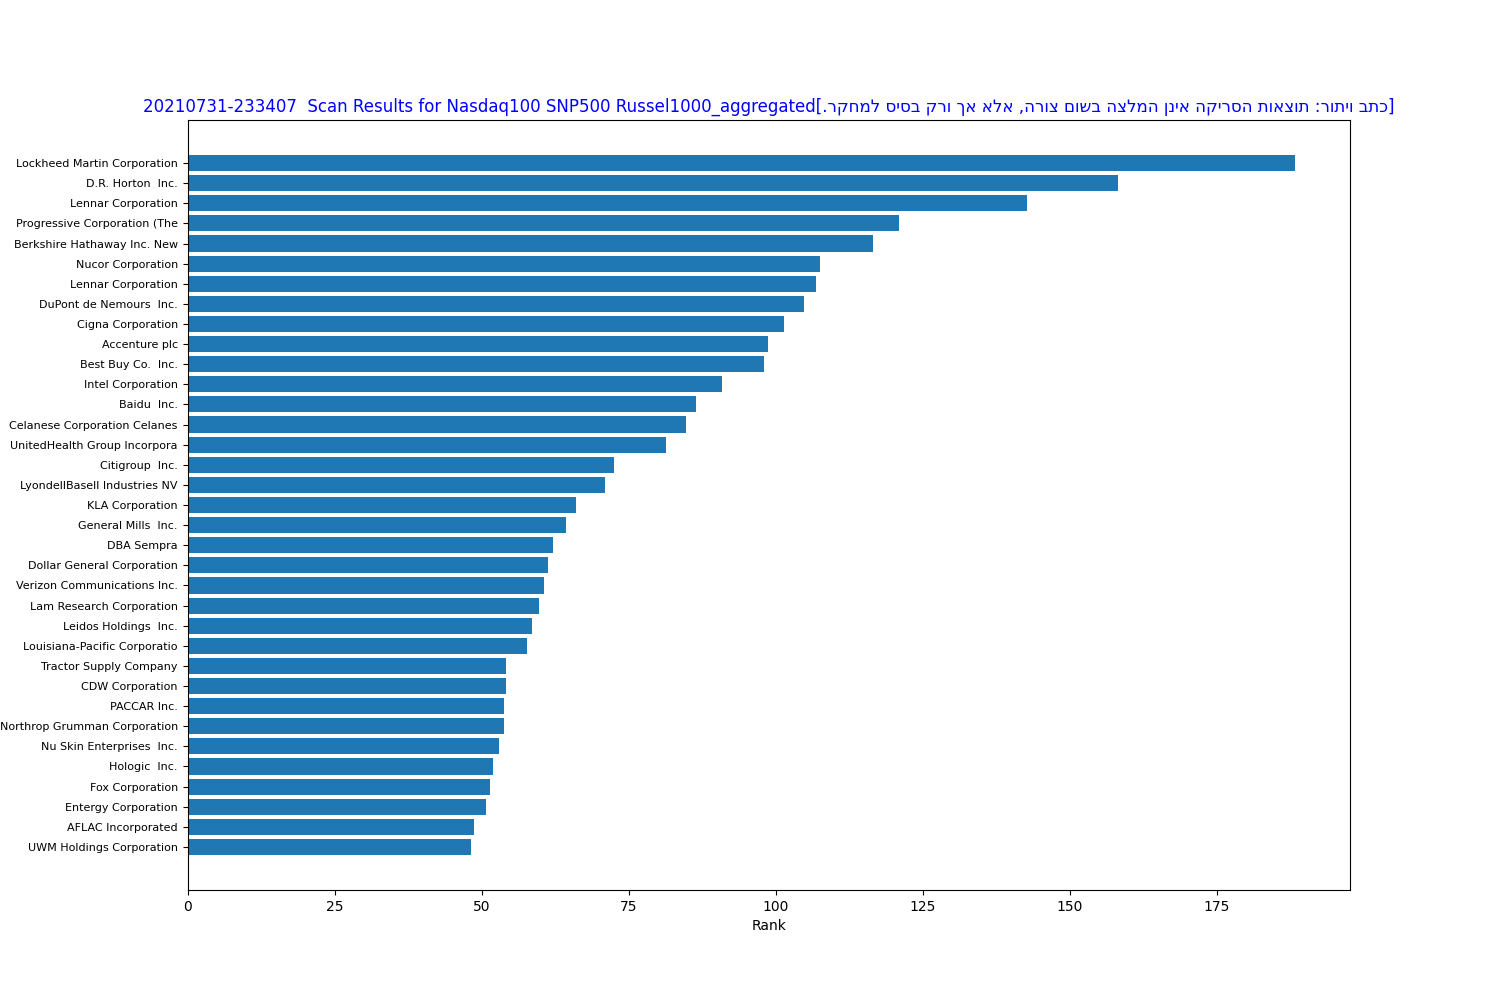 20210731-233407  Scan Results for Nasdaq100 SNP500 Russel1000_aggregated[כתב ויתור: תוצאות הסריקה אינן המלצה בשום צורה, אלא אך ורק בסיס למחקר.]
Lockheed Martin Corporation
D.R. Horton  Inc.
Lennar Corporation
Progressive Corporation (The
Berkshire Hathaway Inc. New
Nucor Corporation
Lennar Corporation
DuPont de Nemours  Inc.
Cigna Corporation
Accenture plc
Best Buy Co.  Inc.
Intel Corporation
Baidu  Inc.
Celanese Corporation Celanes
UnitedHealth Group Incorpora
Citigroup  Inc.
LyondellBasell Industries NV
KLA Corporation
General Mills  Inc.
DBA Sempra
Dollar General Corporation
Verizon Communications Inc.
Lam Research Corporation
Leidos Holdings  Inc.
Louisiana-Pacific Corporatio
Tractor Supply Company
CDW Corporation
PACCAR Inc.
Northrop Grumman Corporation
Nu Skin Enterprises  Inc.
Hologic  Inc.
Fox Corporation
Entergy Corporation
AFLAC Incorporated
UWM Holdings Corporation
0 25 50 75 100 125 150 175
Rank